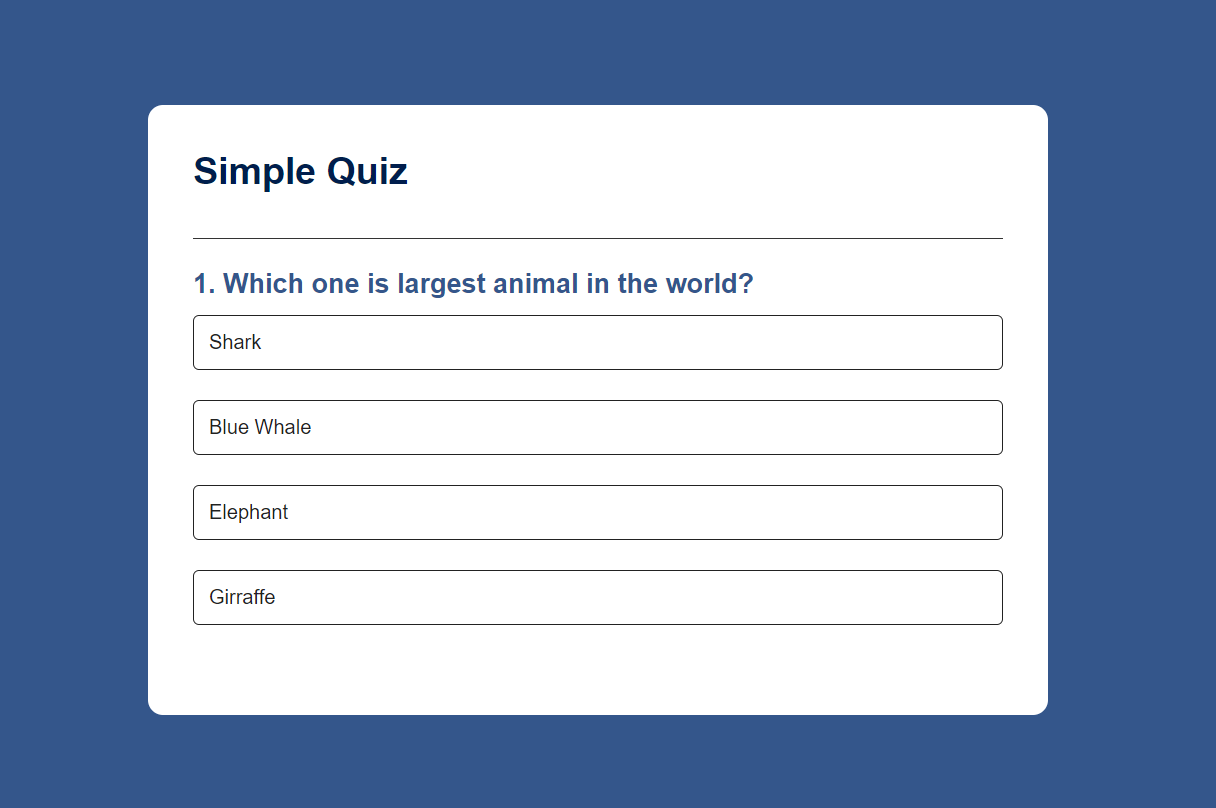 Simple Quiz
1. Which one is largest animal in the world?
Shark
Blue Whale
Elephant
Girraffe